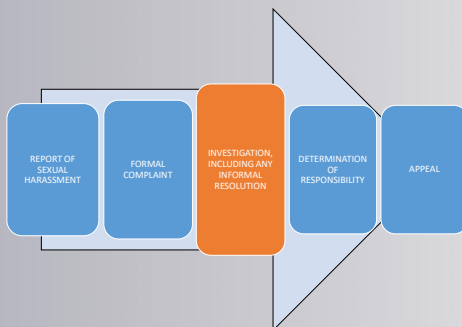 REPORT OF
SEXUAL
HARASSMENT
FORMAL
COMPLAINT
INVESTIGATION,
INCLUDING ANY
INFORMAL
RESOLUTION
DETERMINATION
OF
RESPONSIBILITY
APPEAL